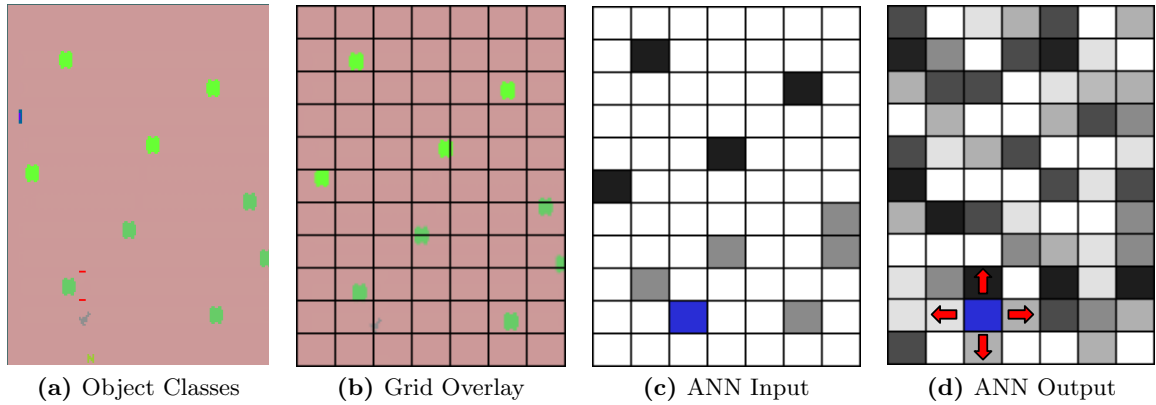 (a) Object Classes
(b) Grid Overlay
(c) ANN Input
(d) ANN Output